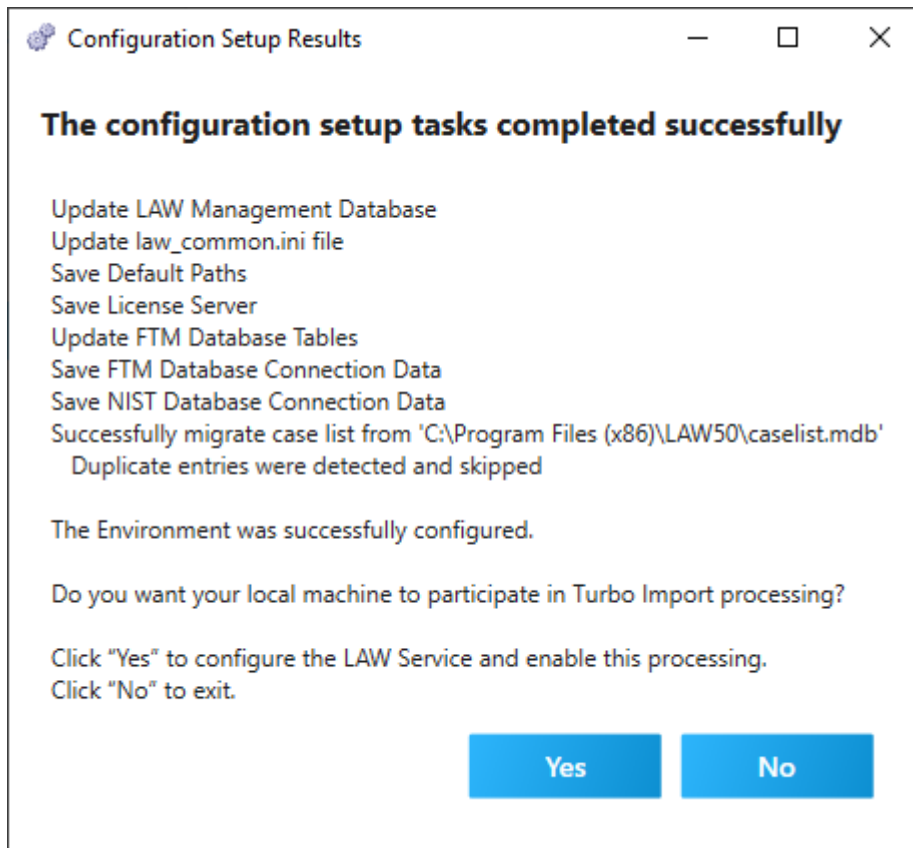 Configuration Setup Results
The configuration setup tasks completed successfully
Update LAW Management Database
Update law_common.ini file
Save Default Paths
Save License Server
Update FTM Database Tables
Save FTM Database Connection Data
Save NIST Database Connection Data
Successfully migrate case list from 'C:\Program Files (x86)\LAW50\caselist.mdb'
Duplicate entries were detected and skipped
The Environment was successfully configured.
Do you want your local machine to participate in Turbo Import processing?
Click “Yes” to configure the LAW Service and enable this processing.
Click “No” to exit.
Yes No